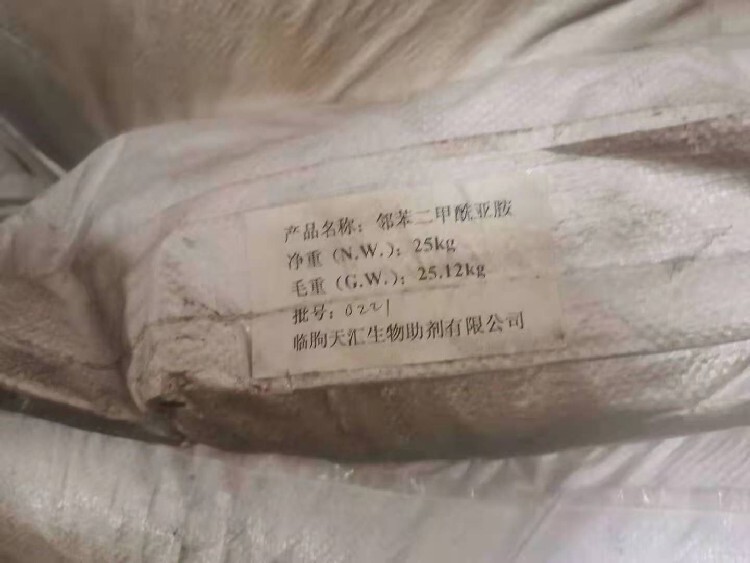 产品名称：邻苯二甲酰亚胺
净重（N.W.）：25kg
毛重（G.W.）：25.12kg
批号：0221
临朐天汇生物助剂有限公司